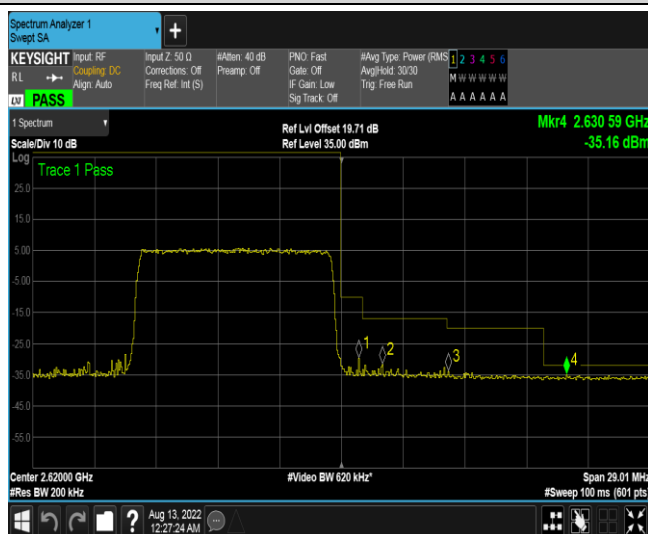 Spectrum Analyzer 1
Swept SA
KEYSIGHT
RL
LXI PASS
Input: RF
Coupling: DC
Align: Auto
Input Z: 50 Ω
Corrections: Off
Freq Ref: Int (S)
#Atten: 40 dB
Preamp: Off
PNO: Fast
Gate: Off
IF Gain: Low
Sig Track: Off
#Avg Type: Power (RMS
Avg|Hold: 30/30
Trig: Free Run
1 2 3 4 5 6
M W W W W W
A A A A A A
1 Spectrum
Scale/Div 10 dB
Ref Lvl Offset 19.71 dB
Ref Level 35.00 dBm
Mkr4 2.630 59 GHz
-35.16 dBm
Log
Trace 1 Pass
25.0
15.0
5.00
-5.00
-15.0
-25.0
-35.0
-45.0
-55.0
1
2
3
4
Center 2.62000 GHz
#Res BW 200 kHz
#Video BW 620 kHz*
Span 29.01 MHz
#Sweep 100 ms (601 pts)
Aug 13, 2022
12:27:24 AM